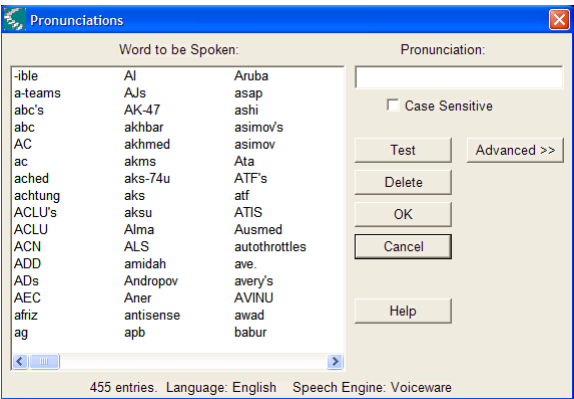 Pronunciations
Word to be Spoken:
Pronunciation:
-ible Al Aruba
a-teams AJs asap
abc's AK-47 ashi
abc akhbar asimov's
AC akhmed asimov
ac akms Ata
ached aks-74u ATF's
achtung aks atf
ACLU's aksu ATIS
ACLU Alma Ausmed
ACN ALS autothrottles
ADD amidah ave.
ADs Andropov avery's
AEC Aner AVINU
afriz antisense awad
ag apb babur
Case Sensitive
Test
Advanced >>
Delete
OK
Cancel
Help
455 entries. Language: English Speech Engine: Voiceware